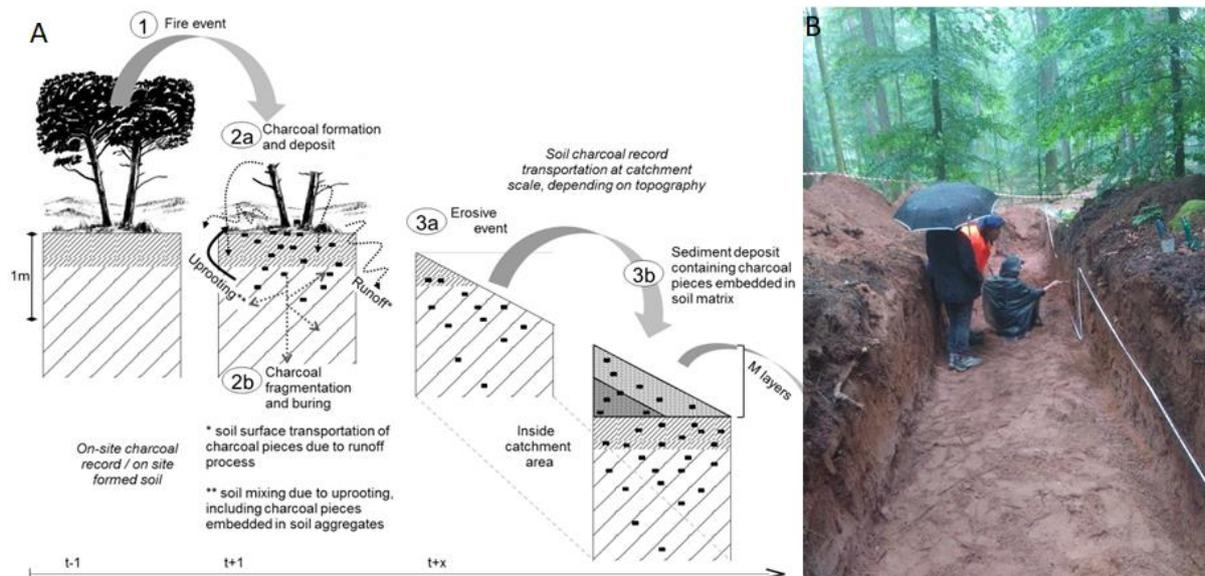 A
1
Fire event
2a
Charcoal formation
and deposit
1m
Uprooting**
Runoff*
2b
Charcoal
fragmentation
and buring
On-site charcoal
record / on site
formed soil
* soil surface transportation of
charcoal pieces due to runoff
process
** soil mixing due to uprooting,
including charcoal pieces
embedded in soil aggregates
Soil charcoal record
transportation at catchment
scale, depending on topography
3a
Erosive
event
3b
Sediment deposit
containing charcoal
pieces embedded in
soil matrix
M layers
Inside
catchment
area
t-1
t+1
t+x
B